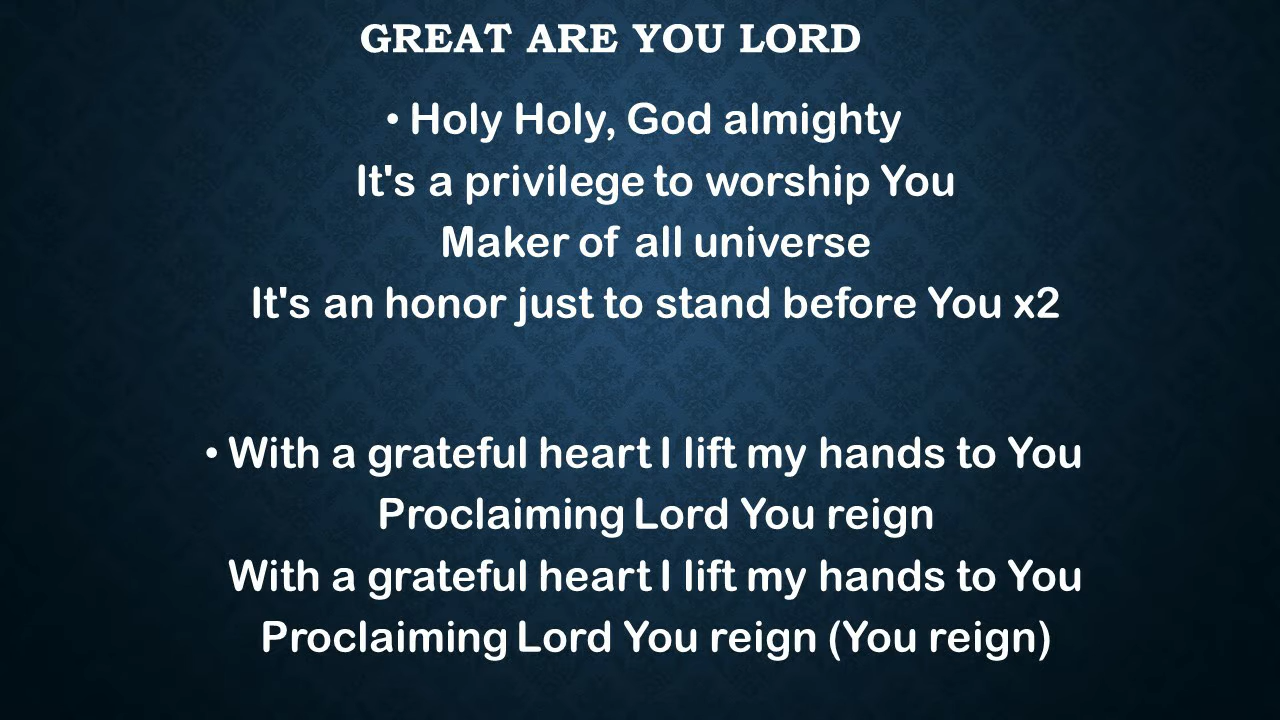 GREAT ARE YOU LORD
• Holy Holy, God almighty
It's a privilege to worship You
Maker of all universe
It's an honor just to stand before You x2
• With a grateful heart I lift my hands to You
Proclaiming Lord You reign
With a grateful heart I lift my hands to You
Proclaiming Lord You reign (You reign)